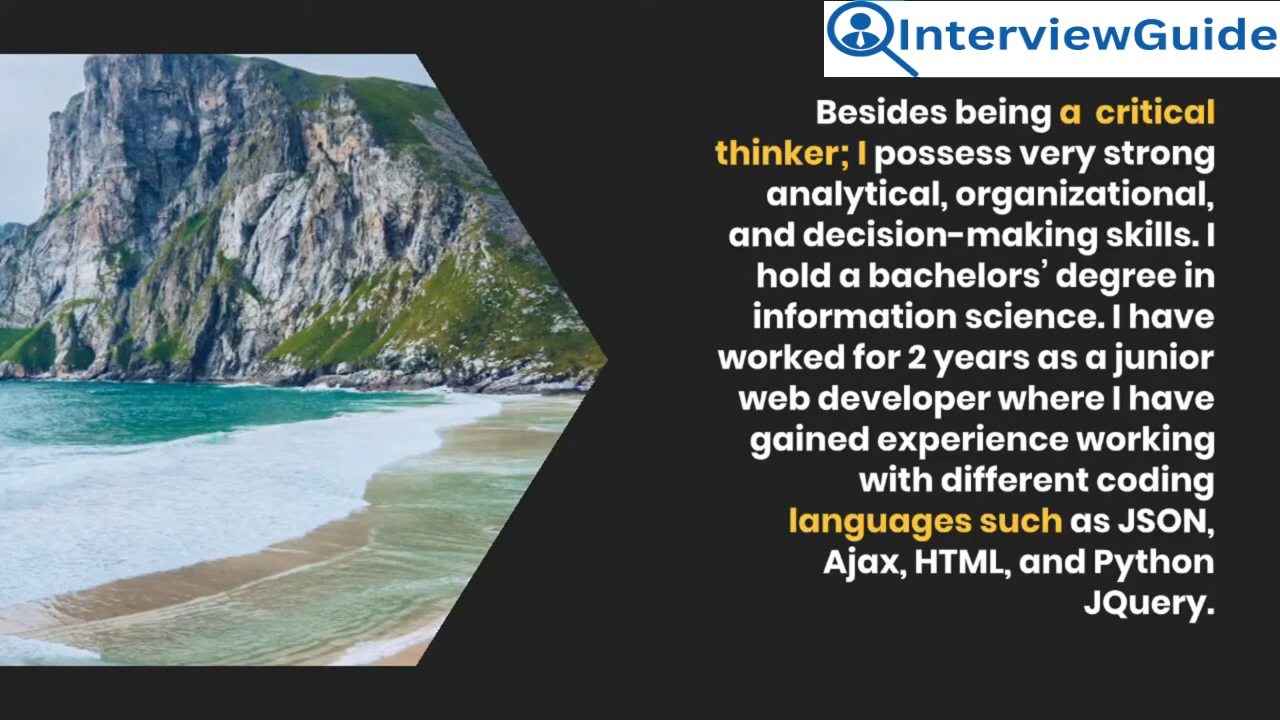 InterviewGuide
Besides being a critical
thinker; I possess very strong
analytical, organizational,
and decision-making skills. I
hold a bachelors’ degree in
information science. I have
worked for 2 years as a junior
web developer where I have
gained experience working
with different coding
languages such as JSON,
Ajax, HTML, and Python
JQuery.